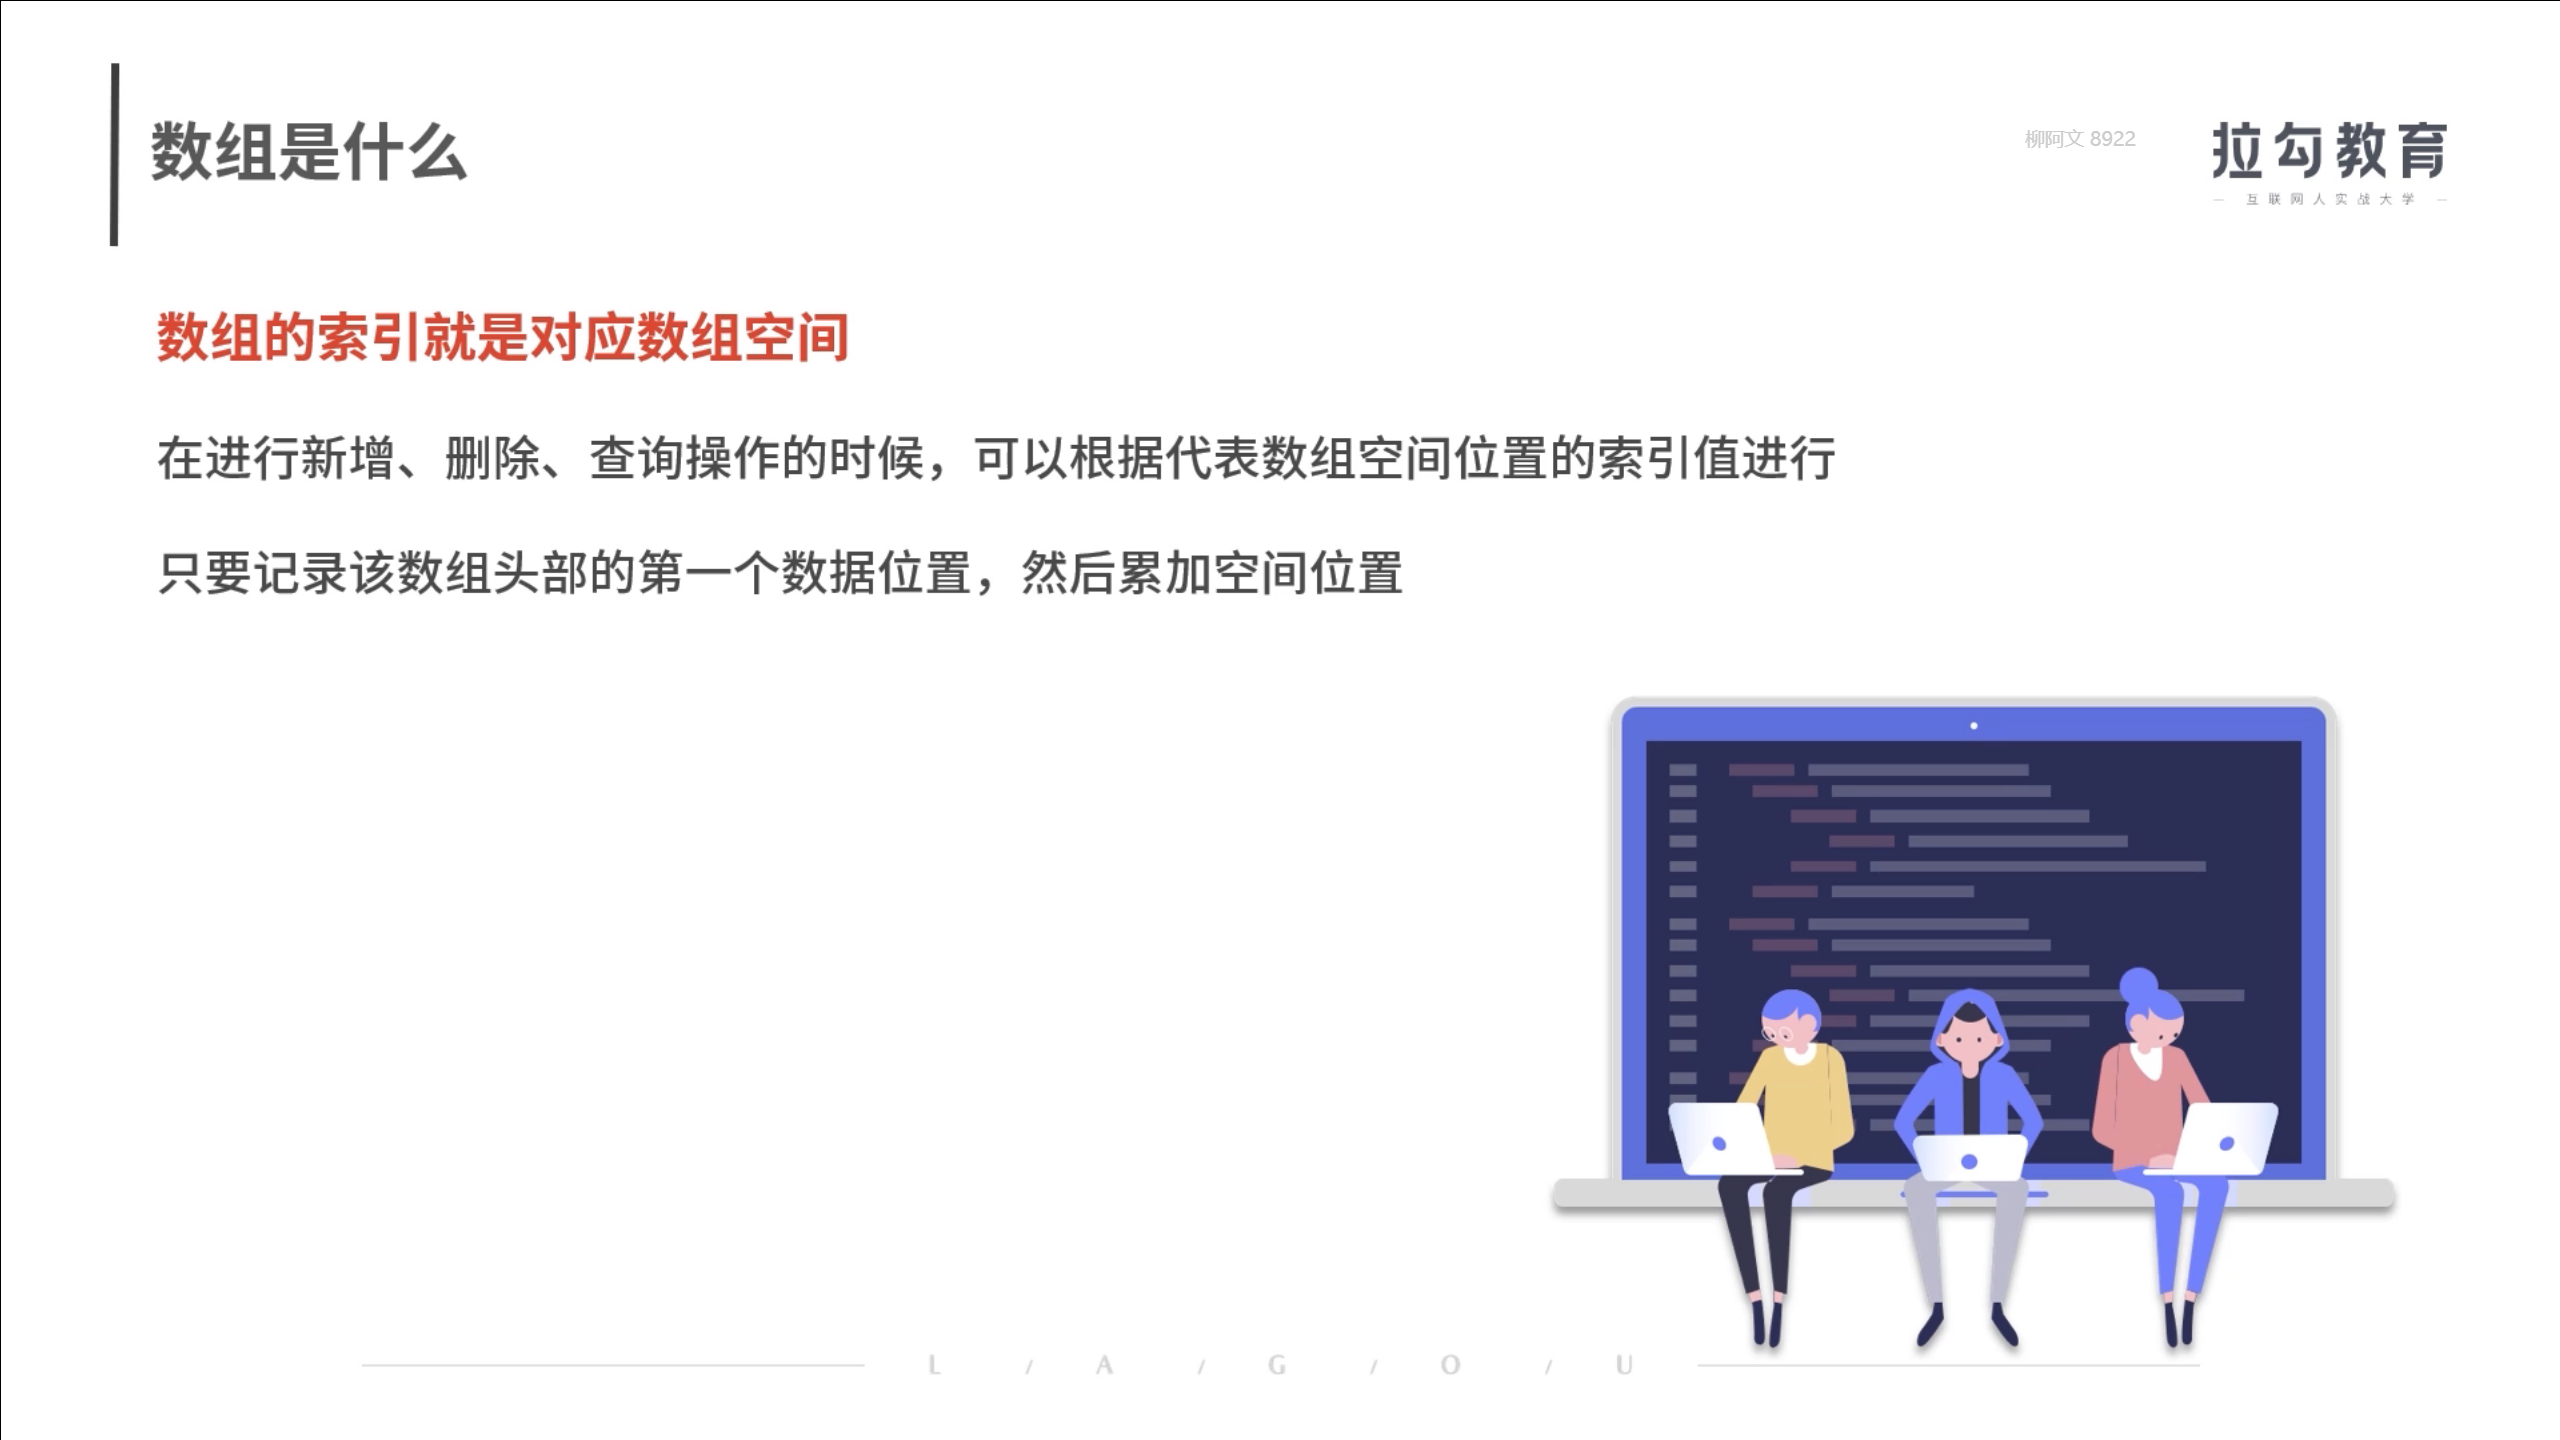 数组是什么
柳阿文 8922
拉勾教育
— 互联网人实战大学 —
数组的索引就是对应数组空间
在进行新增、删除、查询操作的时候，可以根据代表数组空间位置的索引值进行
只要记录该数组头部的第一个数据位置，然后累加空间位置
L / A / G / O / U